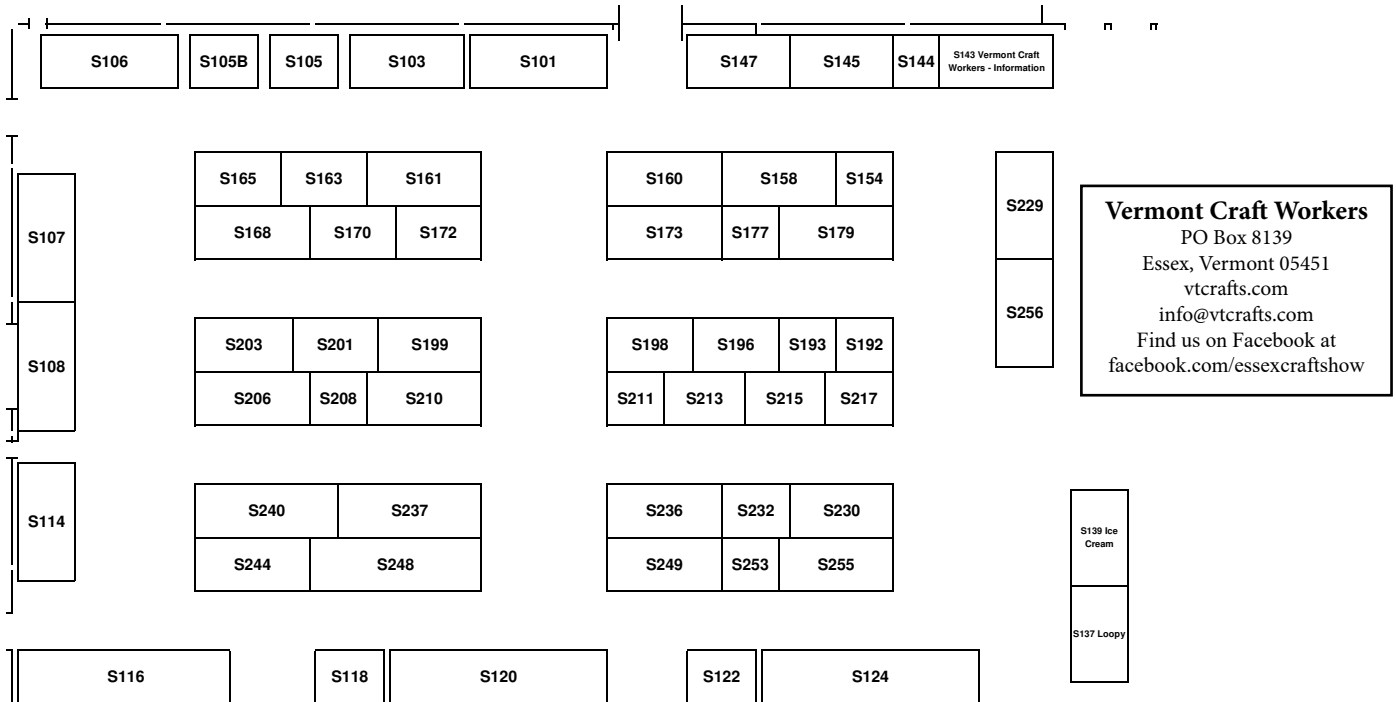 S106
S105B
S105
S103
S101
S147
S145
S144
S143 Vermont Craft
Workers - Information
S165
S163
S161
S160
S158
S154
S168
S170
S172
S173
S177
S179
S107
S108
S229
S256
Vermont Craft Workers
PO Box 8139
Essex, Vermont 05451
vtcrafts.com
info@vtcrafts.com
Find us on Facebook at
facebook.com/essexcraftshow
S203
S201
S199
S198
S196
S193
S192
S206
S208
S210
S211
S213
S215
S217
S114
S240
S237
S236
S232
S230
S244
S248
S249
S253
S255
S139 Ice
Cream
S137 Loopy
S116
S118
S120
S122
S124